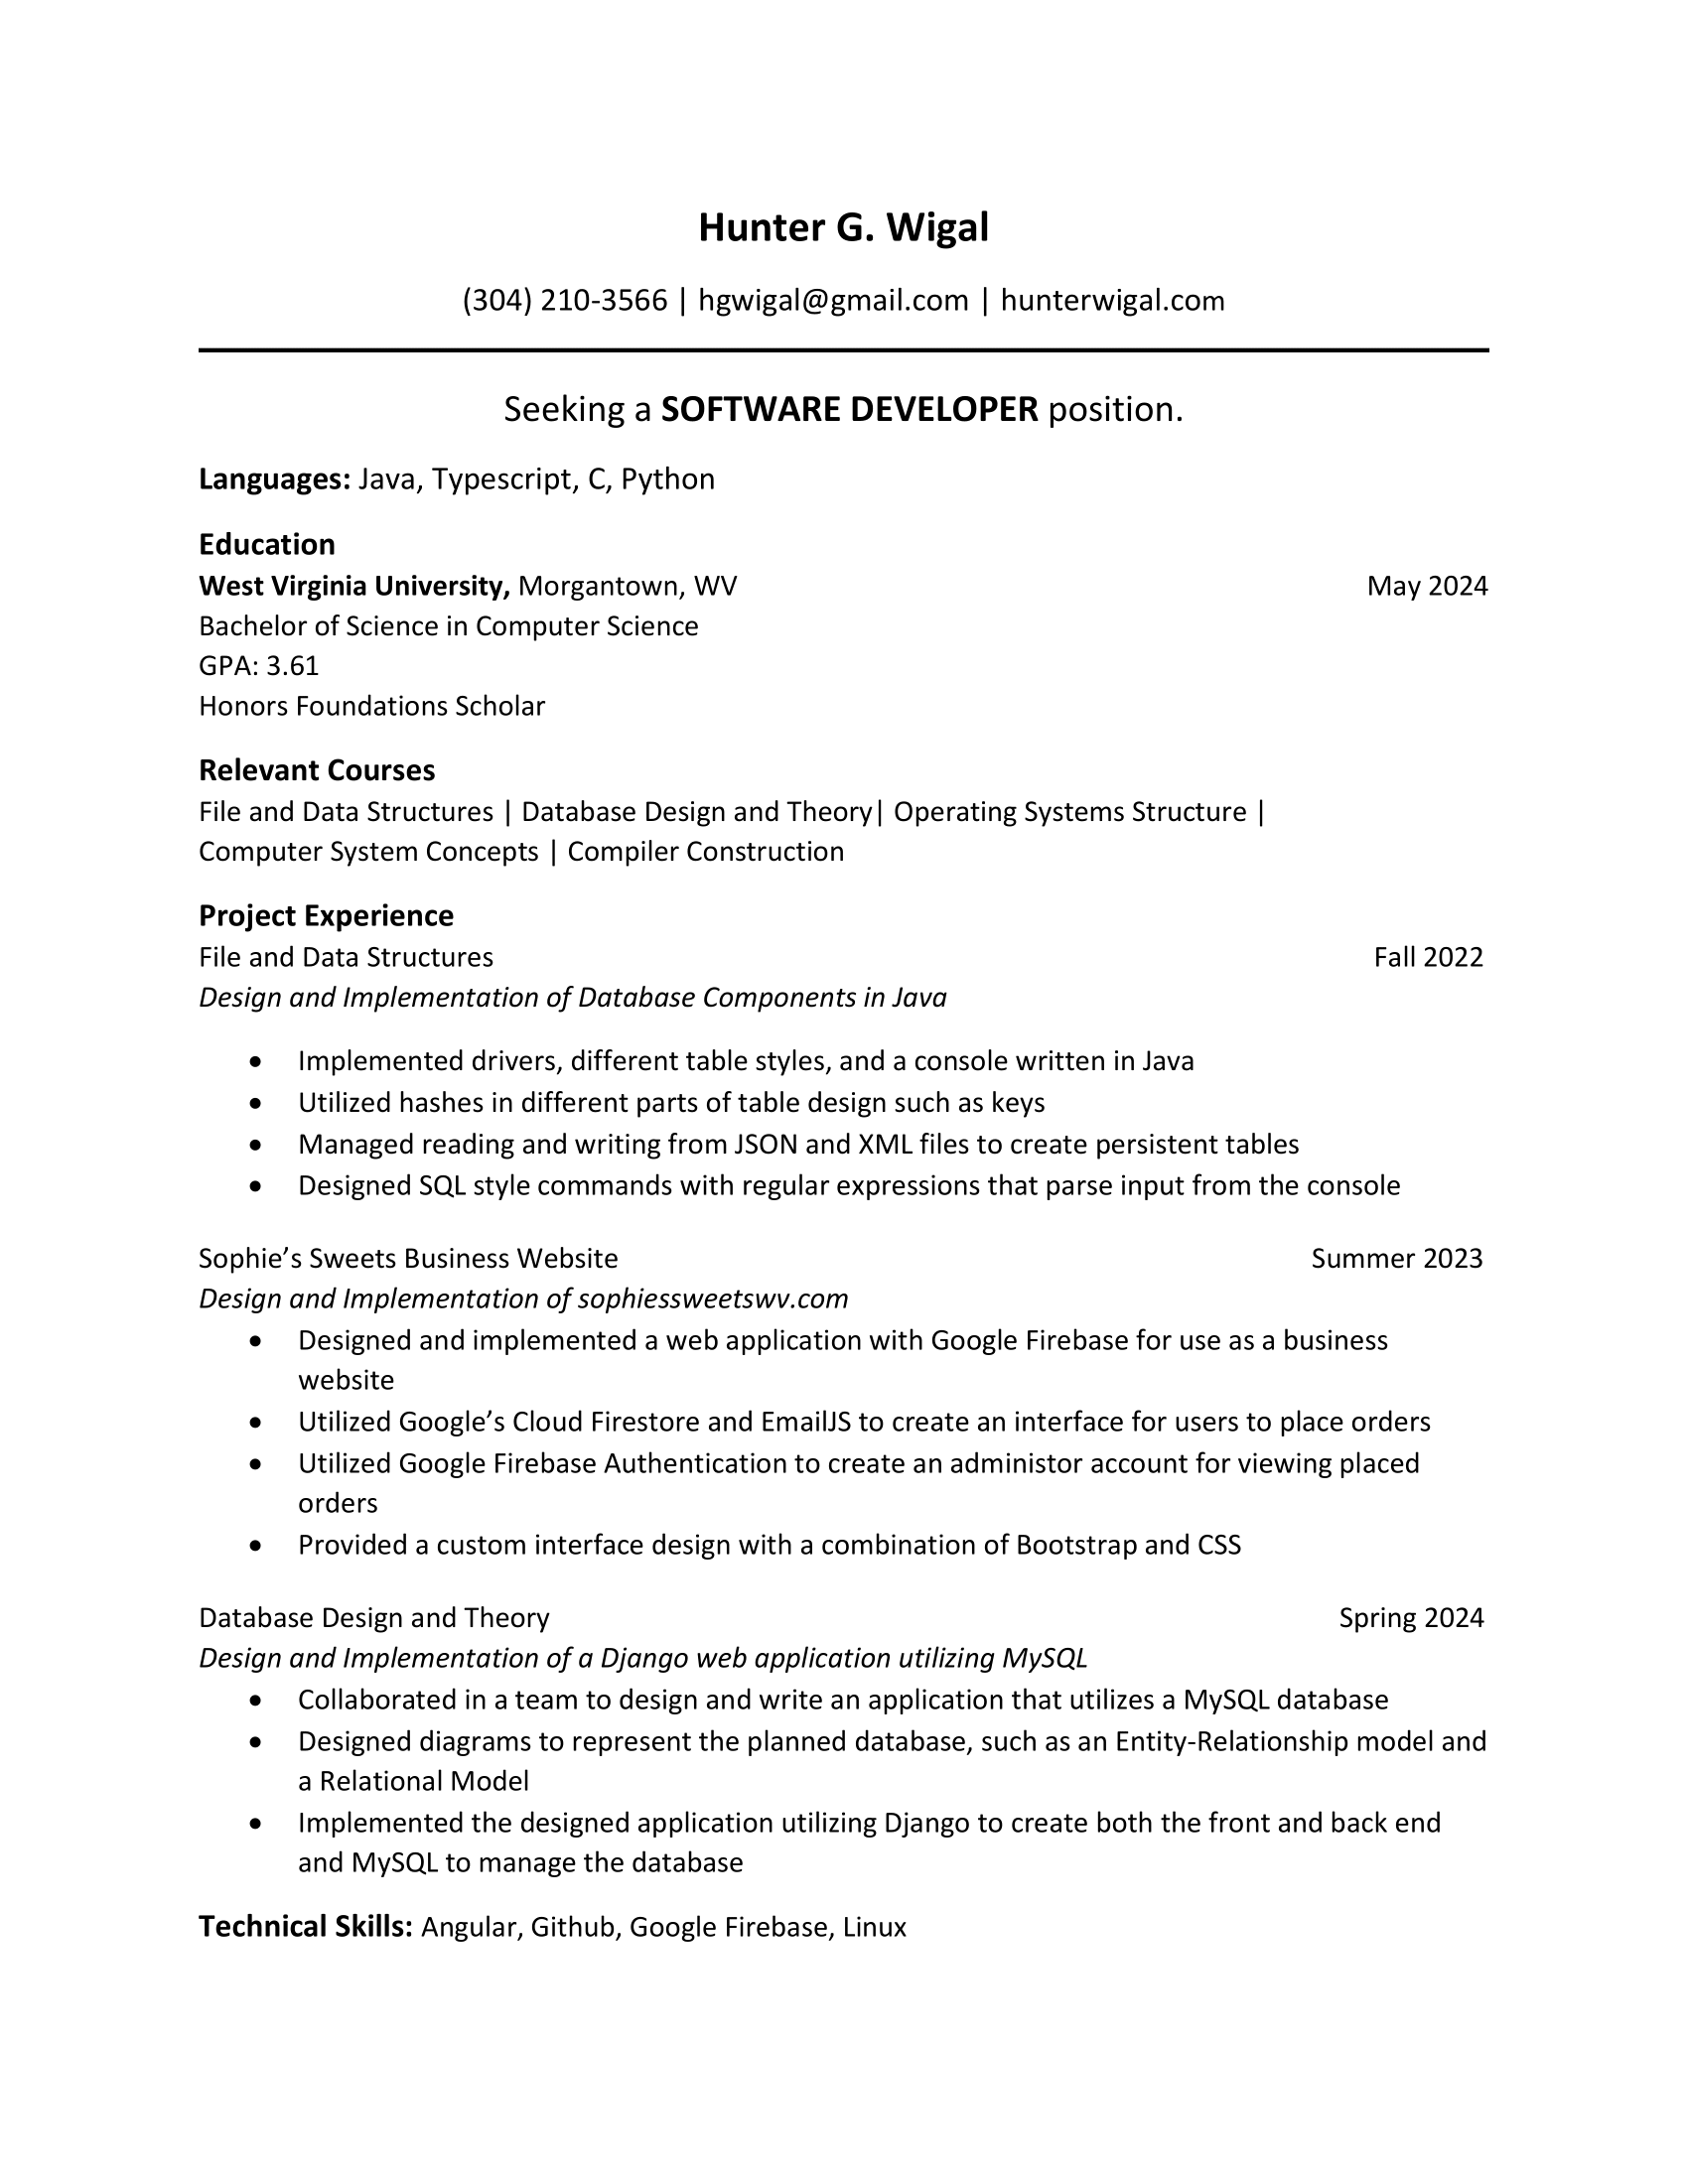 Hunter G. Wigal
(304) 210-3566 | hgwigal@gmail.com | hunterwigal.com
Seeking a SOFTWARE DEVELOPER position.
Languages: Java, Typescript, C, Python
Education
West Virginia University, Morgantown, WV May 2024
Bachelor of Science in Computer Science
GPA: 3.61
Honors Foundations Scholar
Relevant Courses
File and Data Structures | Database Design and Theory| Operating Systems Structure |
Computer System Concepts | Compiler Construction
Project Experience
File and Data Structures Fall 2022
Design and Implementation of Database Components in Java
• Implemented drivers, different table styles, and a console written in Java
• Utilized hashes in different parts of table design such as keys
• Managed reading and writing from JSON and XML files to create persistent tables
• Designed SQL style commands with regular expressions that parse input from the console
Sophie’s Sweets Business Website Summer 2023
Design and Implementation of sophiessweetswv.com
• Designed and implemented a web application with Google Firebase for use as a business
website
• Utilized Google’s Cloud Firestore and EmailJS to create an interface for users to place orders
• Utilized Google Firebase Authentication to create an administor account for viewing placed
orders
• Provided a custom interface design with a combination of Bootstrap and CSS
Database Design and Theory Spring 2024
Design and Implementation of a Django web application utilizing MySQL
• Collaborated in a team to design and write an application that utilizes a MySQL database
• Designed diagrams to represent the planned database, such as an Entity-Relationship model and
a Relational Model
• Implemented the designed application utilizing Django to create both the front and back end
and MySQL to manage the database
Technical Skills: Angular, Github, Google Firebase, Linux